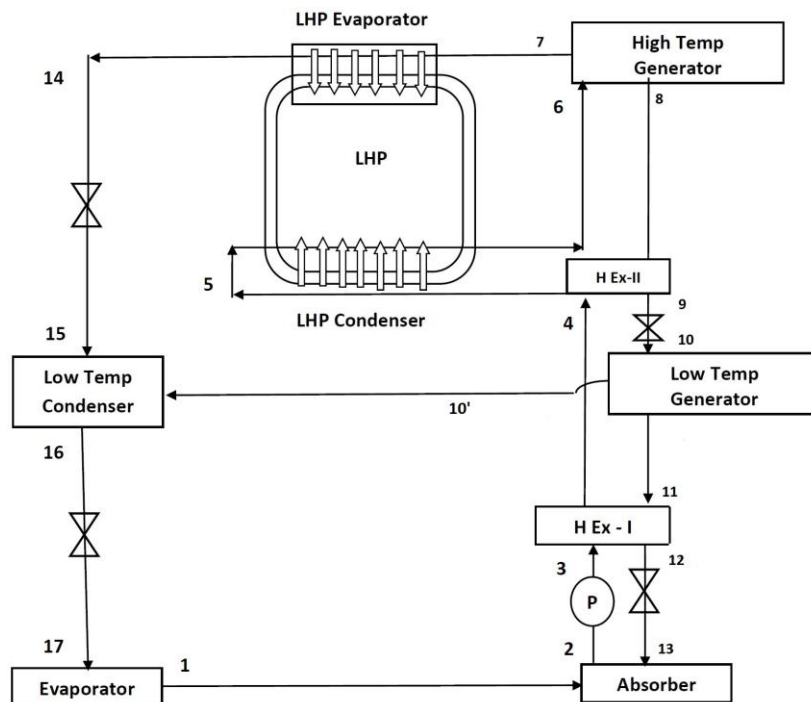 LHP Evaporator
7
High Temp
Generator
14
8
6
LHP
5
H Ex-II
9
LHP Condenser
4
10
15
Low Temp
Condenser
Low Temp
Generator
10'
16
11
H Ex - I
3
12
P
17
1
2
13
Evaporator
Absorber